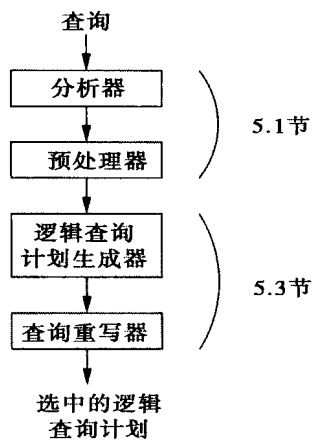 查询
分析器
5.1节
预处理器
逻辑查询
计划生成器
5.3节
查询重写器
选中的逻辑
查询计划